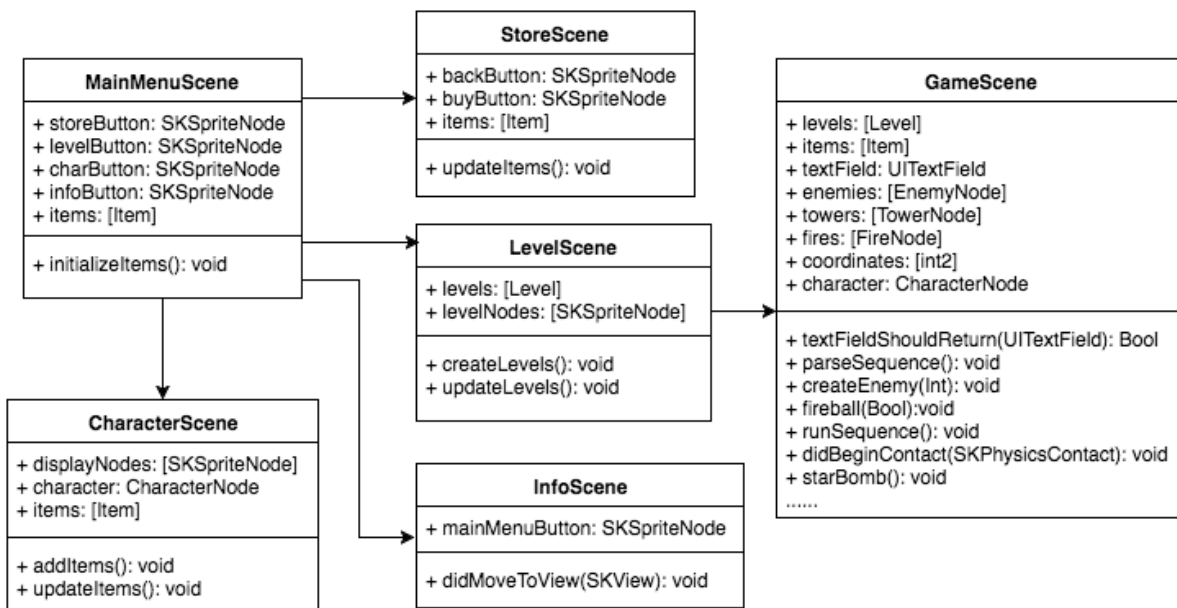 MainMenuScene
+ storeButton: SKSpriteNode
+ levelButton: SKSpriteNode
+ charButton: SKSpriteNode
+ infoButton: SKSpriteNode
+ items: [Item]
+ initializeItems(): void
StoreScene
+ backButton: SKSpriteNode
+ buyButton: SKSpriteNode
+ items: [Item]
+ updateItems(): void
LevelScene
+ levels: [Level]
+ levelNodes: [SKSpriteNode]
+ createLevels(): void
+ updateLevels(): void
GameScene
+ levels: [Level]
+ items: [Item]
+ textField: UITextField
+ enemies: [EnemyNode]
+ towers: [TowerNode]
+ fires: [FireNode]
+ coordinates: [int2]
+ character: CharacterNode
+ textFieldShouldReturn(UITextField): Bool
+ parseSequence(): void
+ createEnemy(Int): void
+ fireball(Bool):void
+ runSequence(): void
+ didBeginContact(SKPhysicsContact): void
+ starBomb(): void
......
CharacterScene
+ displayNodes: [SKSpriteNode]
+ character: CharacterNode
+ items: [Item]
+ addItems(): void
+ updateItems(): void
InfoScene
+ mainMenuButton: SKSpriteNode
+ didMoveToView(SKView): void